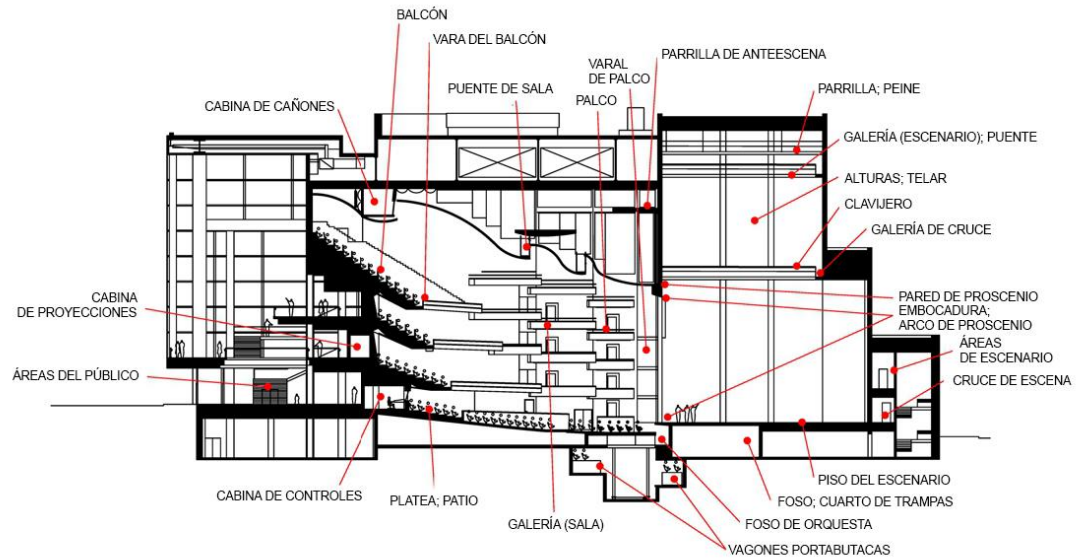 BALCÓN
VARA DEL BALCÓN
PARRILLA DE ANTEESCENA
VARAL
DE PALCO
PUENTE DE SALA
PALCO
CABINA DE CAÑONES
PARRILLA; PEINE
GALERÍA (ESCENARIO); PUENTE
ALTURAS; TELAR
CLAVIJERO
GALERÍA DE CRUCE
CABINA
DE PROYECCIONES
PARED DE PROSCENIO
EMBOCADURA;
ARCO DE PROSCENIO
ÁREAS
DE ESCENARIO
ÁREAS DEL PÚBLICO
CRUCE DE ESCENA
PISO DEL ESCENARIO
CABINA DE CONTROLES
PLATEA; PATIO
FOSO; CUARTO DE TRAMPAS
GALERÍA (SALA)
FOSO DE ORQUESTA
VAGONES PORTABUTACAS